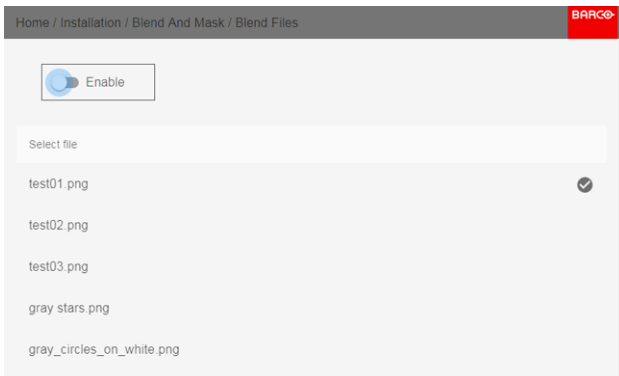 Home / Installation / Blend And Mask / Blend Files
BARCO
Enable
Select file
test01.png
test02.png
test03.png
gray stars.png
gray_circles_on_white.png